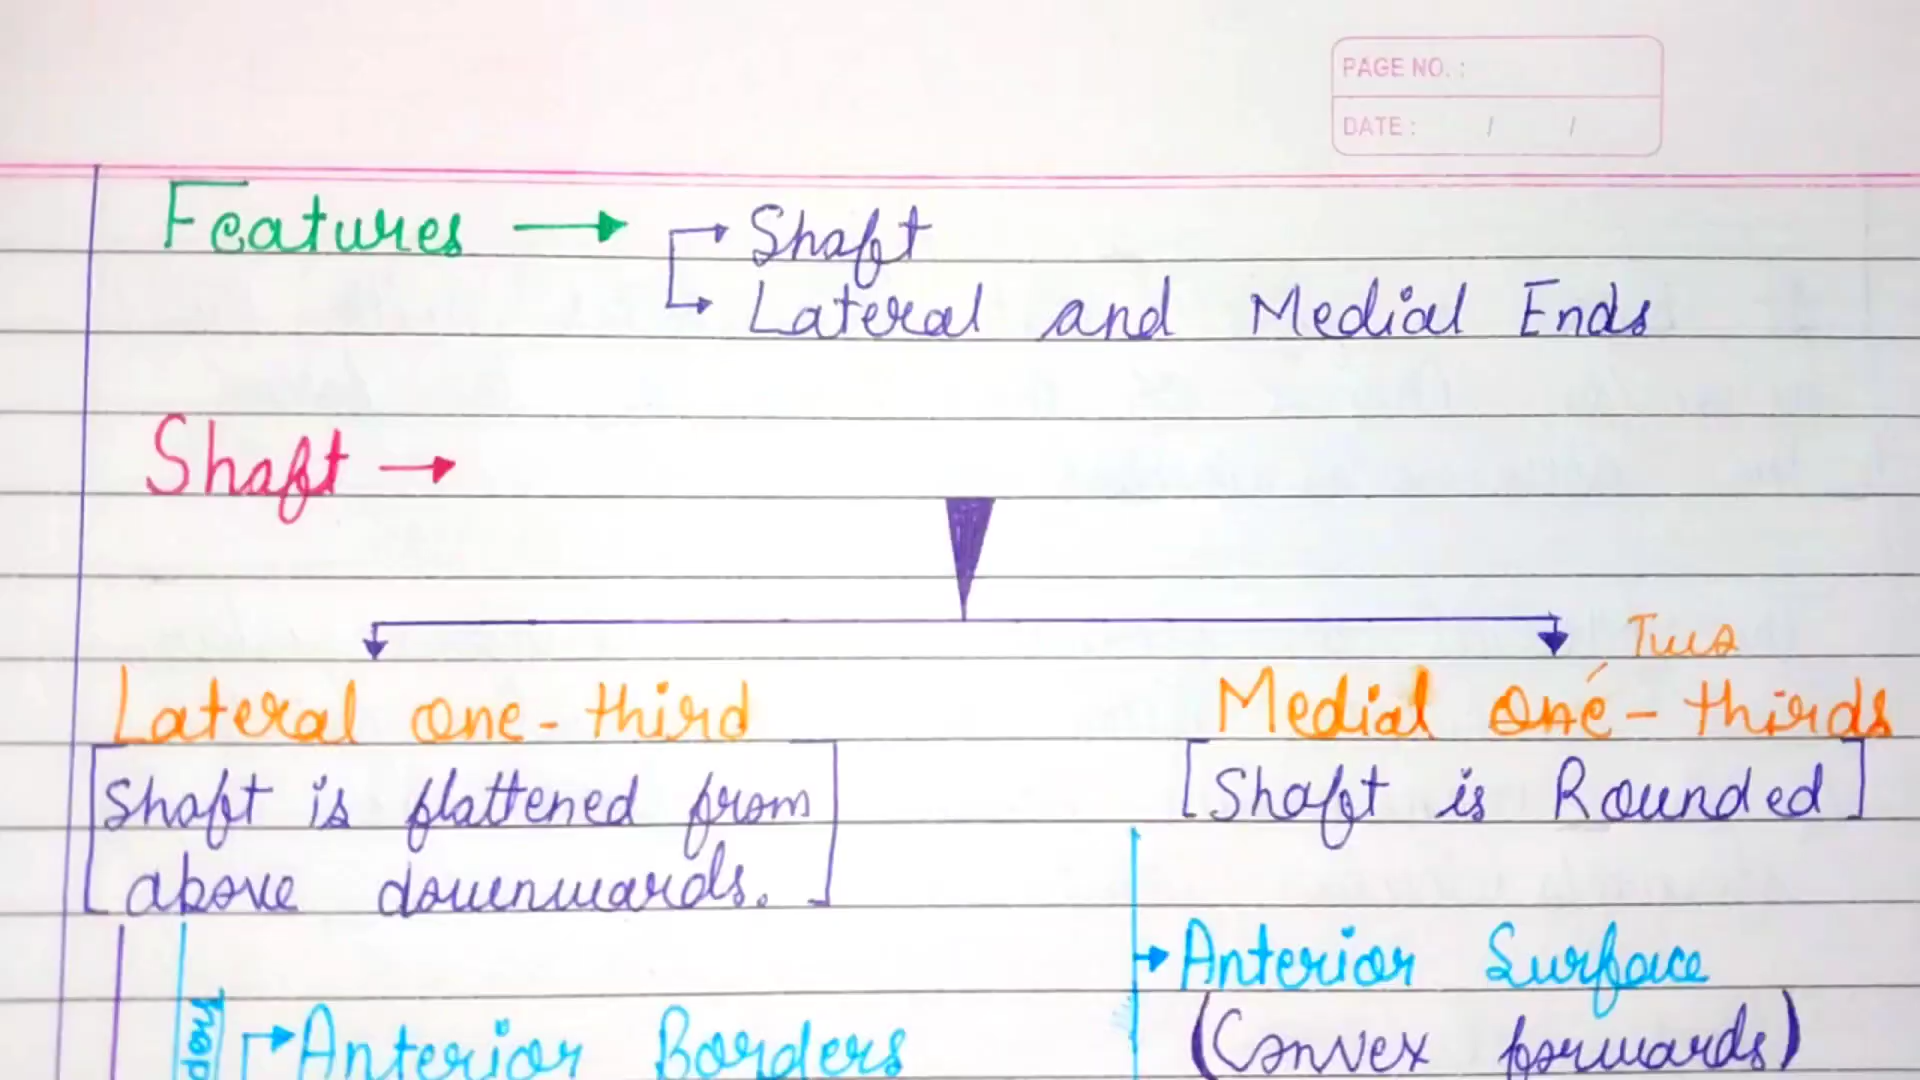 PAGE NO. :
DATE : / /
Features → Shaft
Lateral and Medial Ends
Shaft →
Two
Lateral one-third
Medial One-thirds
Shaft is flattened from
above downwards.
[Shaft is Rounded]
Anterior Surface
(Convex forwards)
Anterior Borders